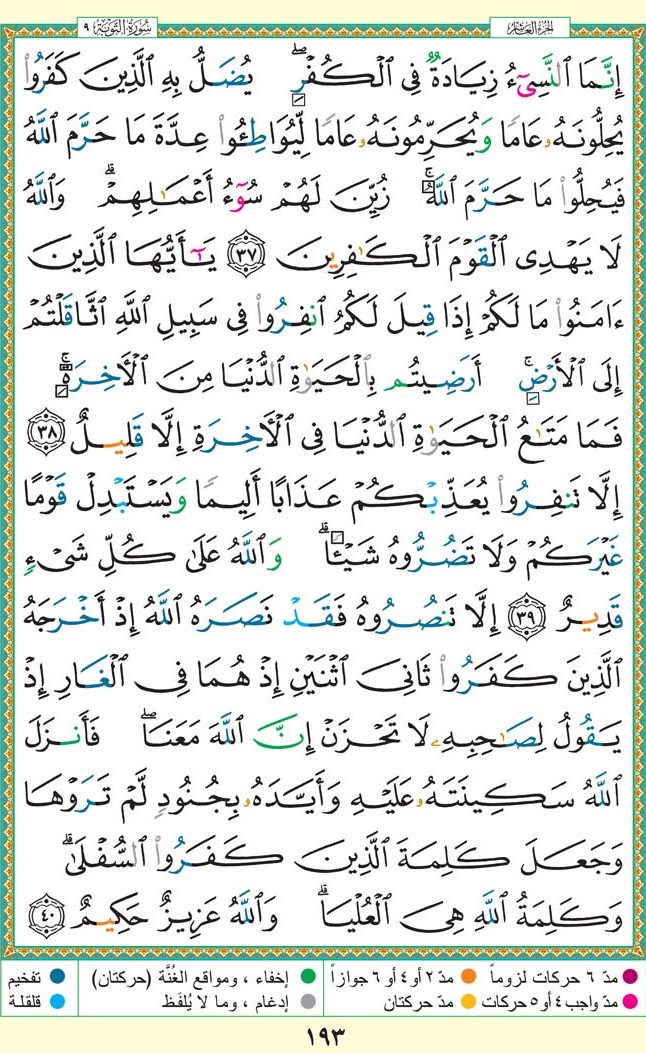 الجزء العاشر سورة التوبة ٩
إِنَّمَا ٱلنَّسِىٓءُ زِيَادَةٌ فِى ٱلْكُفْرِ ۖ يُضَلُّ بِهِ ٱلَّذِينَ كَفَرُوا۟
يُحِلُّونَهُۥ عَامًا وَيُحَرِّمُونَهُۥ عَامًا لِّيُوَاطِـُٔوا۟ عِدَّةَ مَا حَرَّمَ ٱللَّهُ
فَيُحِلُّوا۟ مَا حَرَّمَ ٱللَّهُ ۚ زُيِّنَ لَهُمْ سُوٓءُ أَعْمَـٰلِهِمْ ۗ وَٱللَّهُ
لَا يَهْدِى ٱلْقَوْمَ ٱلْكَـٰفِرِينَ ٣٧ يَـٰٓأَيُّهَا ٱلَّذِينَ
ءَامَنُوا۟ مَا لَكُمْ إِذَا قِيلَ لَكُمُ ٱنفِرُوا۟ فِى سَبِيلِ ٱللَّهِ ٱثَّاقَلْتُمْ
إِلَى ٱلْأَرْضِ ۚ أَرَضِيتُم بِٱلْحَيَوٰةِ ٱلدُّنْيَا مِنَ ٱلْـَٔاخِرَةِ ۚ
فَمَا مَتَـٰعُ ٱلْحَيَوٰةِ ٱلدُّنْيَا فِى ٱلْـَٔاخِرَةِ إِلَّا قَلِيلٌ ٣٨
إِلَّا تَنفِرُوا۟ يُعَذِّبْكُمْ عَذَابًا أَلِيمًا وَيَسْتَبْدِلْ قَوْمًا
غَيْرَكُمْ وَلَا تَضُرُّوهُ شَيْـًٔا ۗ وَٱللَّهُ عَلَىٰ كُلِّ شَىْءٍ
قَدِيرٌ ٣٩ إِلَّا تَنصُرُوهُ فَقَدْ نَصَرَهُ ٱللَّهُ إِذْ أَخْرَجَهُ
ٱلَّذِينَ كَفَرُوا۟ ثَانِىَ ٱثْنَيْنِ إِذْ هُمَا فِى ٱلْغَارِ إِذْ
يَقُولُ لِصَـٰحِبِهِۦ لَا تَحْزَنْ إِنَّ ٱللَّهَ مَعَنَا ۖ فَأَنزَلَ
ٱللَّهُ سَكِينَتَهُۥ عَلَيْهِ وَأَيَّدَهُۥ بِجُنُودٍ لَّمْ تَرَوْهَا
وَجَعَلَ كَلِمَةَ ٱلَّذِينَ كَفَرُوا۟ ٱلسُّفْلَىٰ ۗ
وَكَلِمَةُ ٱللَّهِ هِىَ ٱلْعُلْيَا ۗ وَٱللَّهُ عَزِيزٌ حَكِيمٌ ٤٠
مدّ ٦ حركات لزوماً مدّ ٢ أو ٤ أو ٦ جوازاً إخفاء ، ومواقع الغُنَّة (حركتان) تفخيم
مدّ واجب ٤ أو ٥ حركات مدّ حركتان إدغام ، وما لا يُلفَظ قلقلة
١٩٣